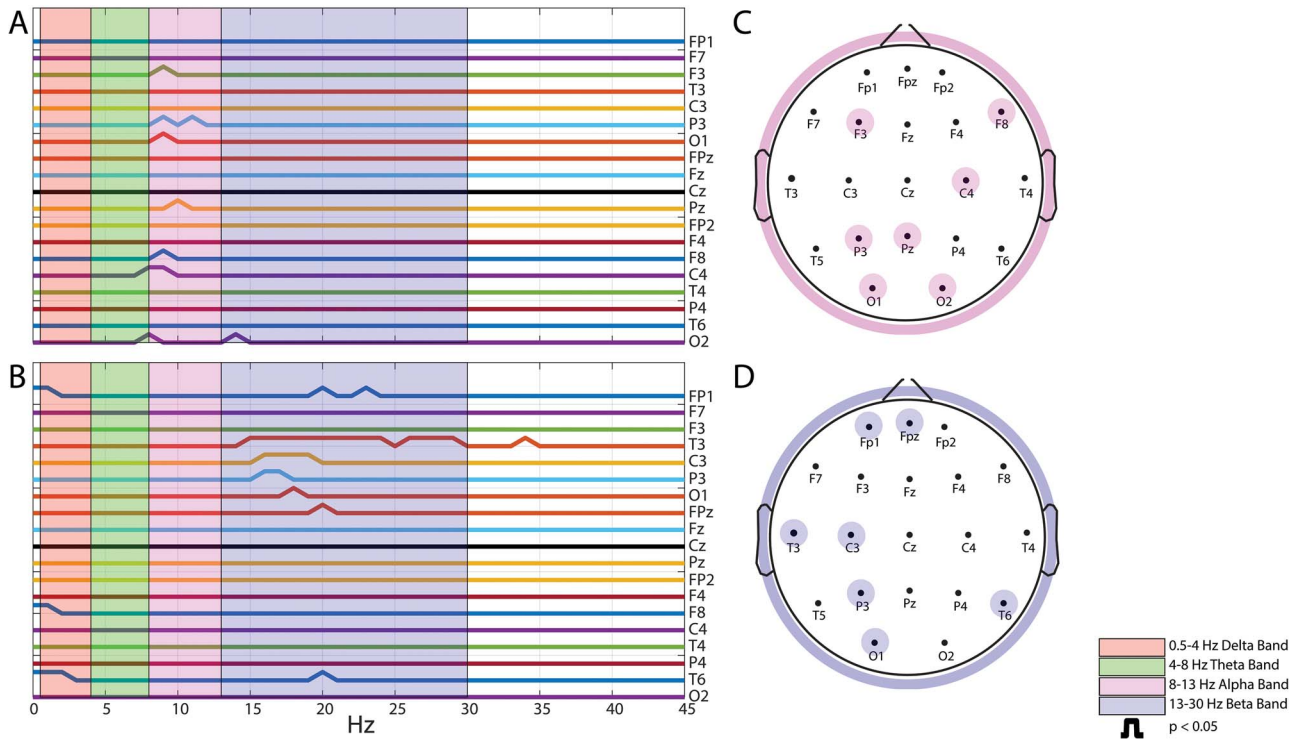 A
FP1
F7
F3
T3
C3
P3
O1
FPz
Fz
Cz
Pz
FP2
F4
F8
C4
T4
P4
T6
O2
B
FP1
F7
F3
T3
C3
P3
O1
FPz
Fz
Cz
Pz
FP2
F4
F8
C4
T4
P4
T6
O2
0 5 10 15 20 25 30 35 40 45
Hz
C
Fp1 Fpz Fp2
F7 F3 Fz F4 F8
T3 C3 Cz C4 T4
T5 P3 Pz P4 T6
O1 O2
D
Fp1 Fpz Fp2
F7 F3 Fz F4 F8
T3 C3 Cz C4 T4
T5 P3 Pz P4 T6
O1 O2
0.5-4 Hz Delta Band
4-8 Hz Theta Band
8-13 Hz Alpha Band
13-30 Hz Beta Band
p < 0.05